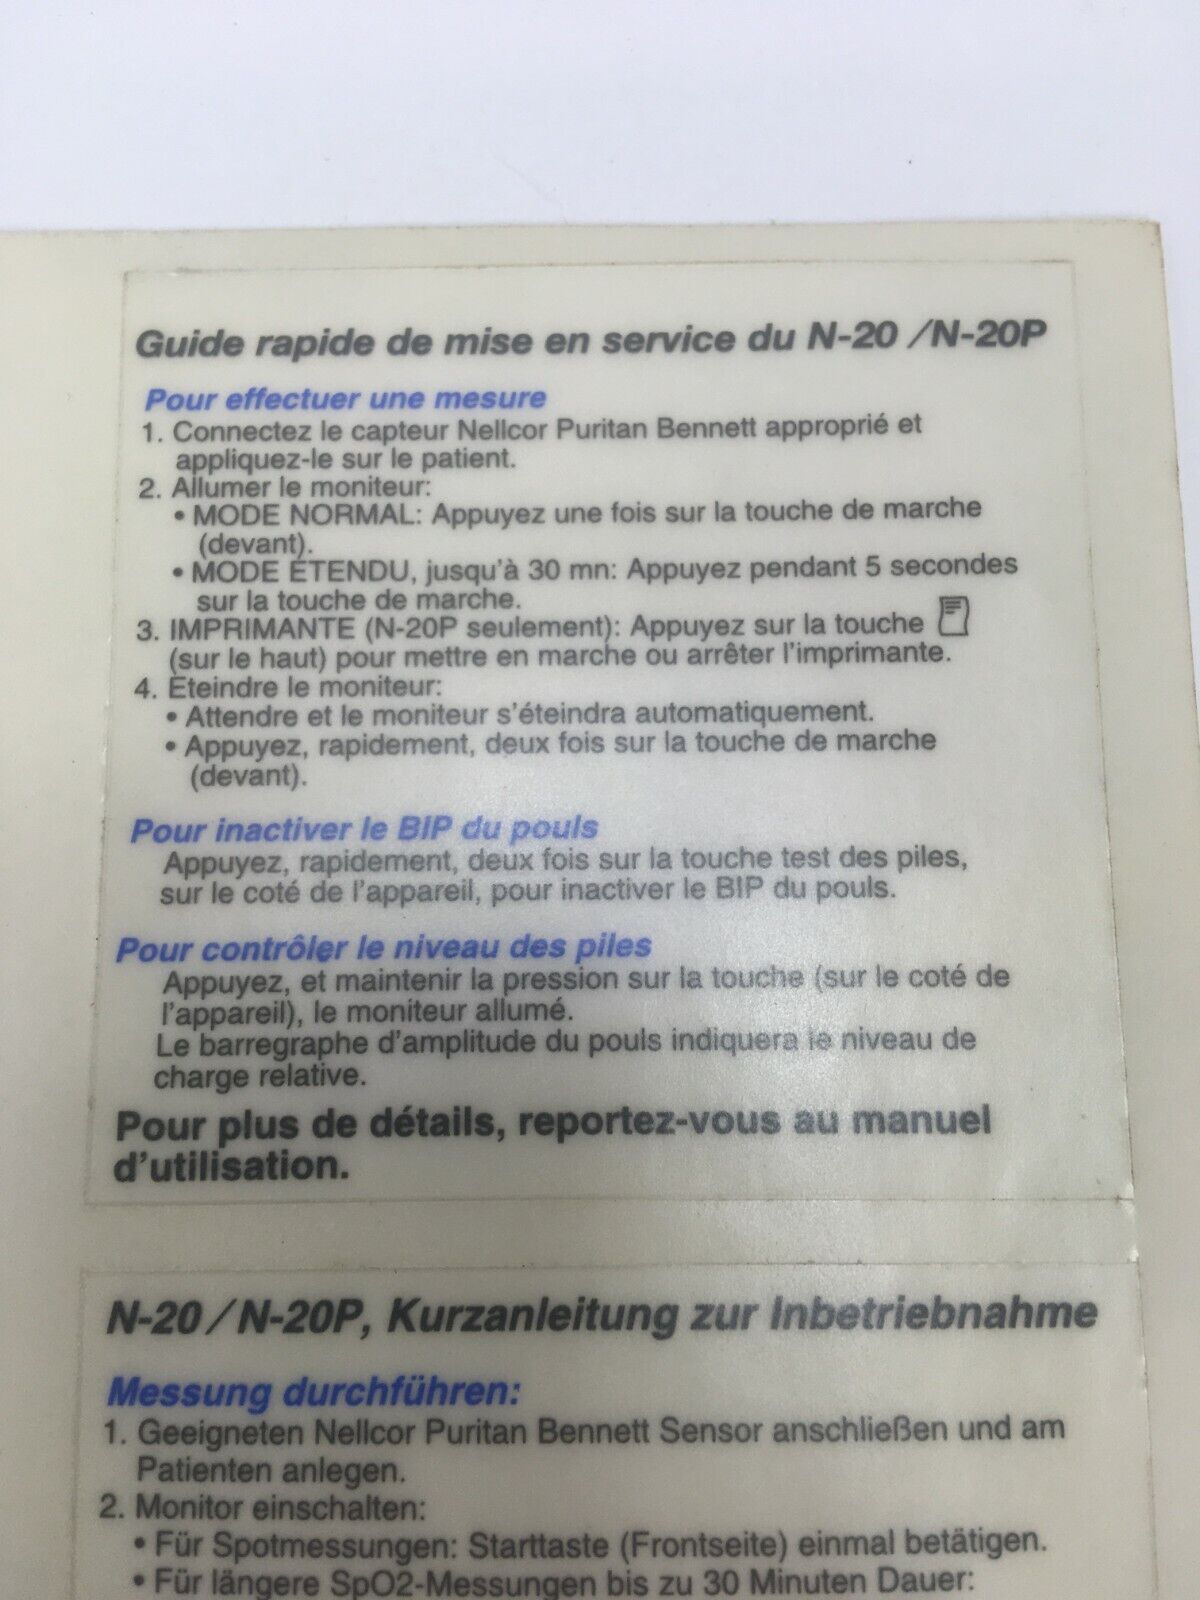 Guide rapide de mise en service du N-20 /N-20P
Pour effectuer une mesure
1. Connectez le capteur Nellcor Puritan Bennett approprié et
appliquez-le sur le patient.
2. Allumer le moniteur:
• MODE NORMAL: Appuyez une fois sur la touche de marche
(devant).
• MODE ETENDU, jusqu'à 30 mn: Appuyez pendant 5 secondes
sur la touche de marche.
3. IMPRIMANTE (N-20P seulement): Appuyez sur la touche
(sur le haut) pour mettre en marche ou arrêter l'imprimante.
4. Eteindre le moniteur:
• Attendre et le moniteur s'éteindra automatiquement.
• Appuyez, rapidement, deux fois sur la touche de marche
(devant).
Pour inactiver le BIP du pouls
Appuyez, rapidement, deux fois sur la touche test des piles,
sur le coté de l'appareil, pour inactiver le BIP du pouls.
Pour contrôler le niveau des piles
Appuyez, et maintenir la pression sur la touche (sur le coté de
l'appareil), le moniteur allumé.
Le barregraphe d'amplitude du pouls indiquera le niveau de
charge relative.
Pour plus de détails, reportez-vous au manuel
d'utilisation.
N-20 / N-20P, Kurzanleitung zur Inbetriebnahme
Messung durchführen:
1. Geeigneten Nellcor Puritan Bennett Sensor anschließen und am
Patienten anlegen.
2. Monitor einschalten:
• Für Spotmessungen: Starttaste (Frontseite) einmal betätigen.
• Für längere SpO2-Messungen bis zu 30 Minuten Dauer: